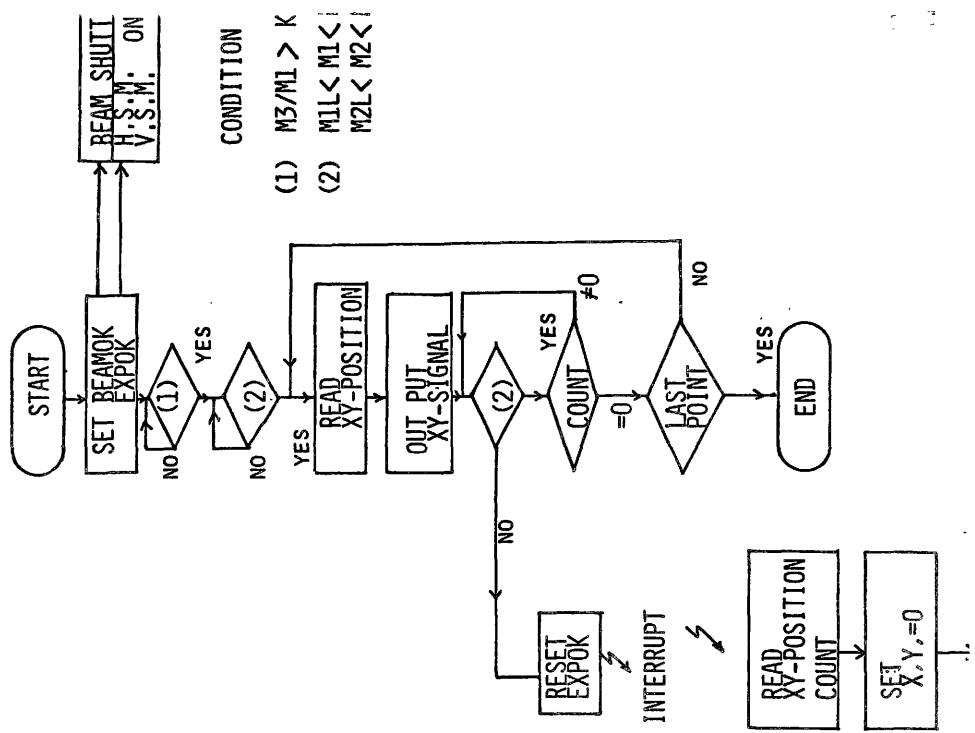 START
SET BEAMOK
EXPOK
BEAM SHUTT
H.S.M. ON
V.S.M.
(1)
NO
YES
(2)
NO
YES
READ
XY-POSITION
OUT PUT
XY-SIGNAL
(2)
NO
YES
COUNT
≠0
=0
LAST
POINT
NO
YES
END
CONDITION
(1) M3/M1 > K
(2) M1L< M1<
M2L< M2<
RESET
EXPOK
INTERRUPT
READ
XY-POSITION
COUNT
SET
X,Y,=0